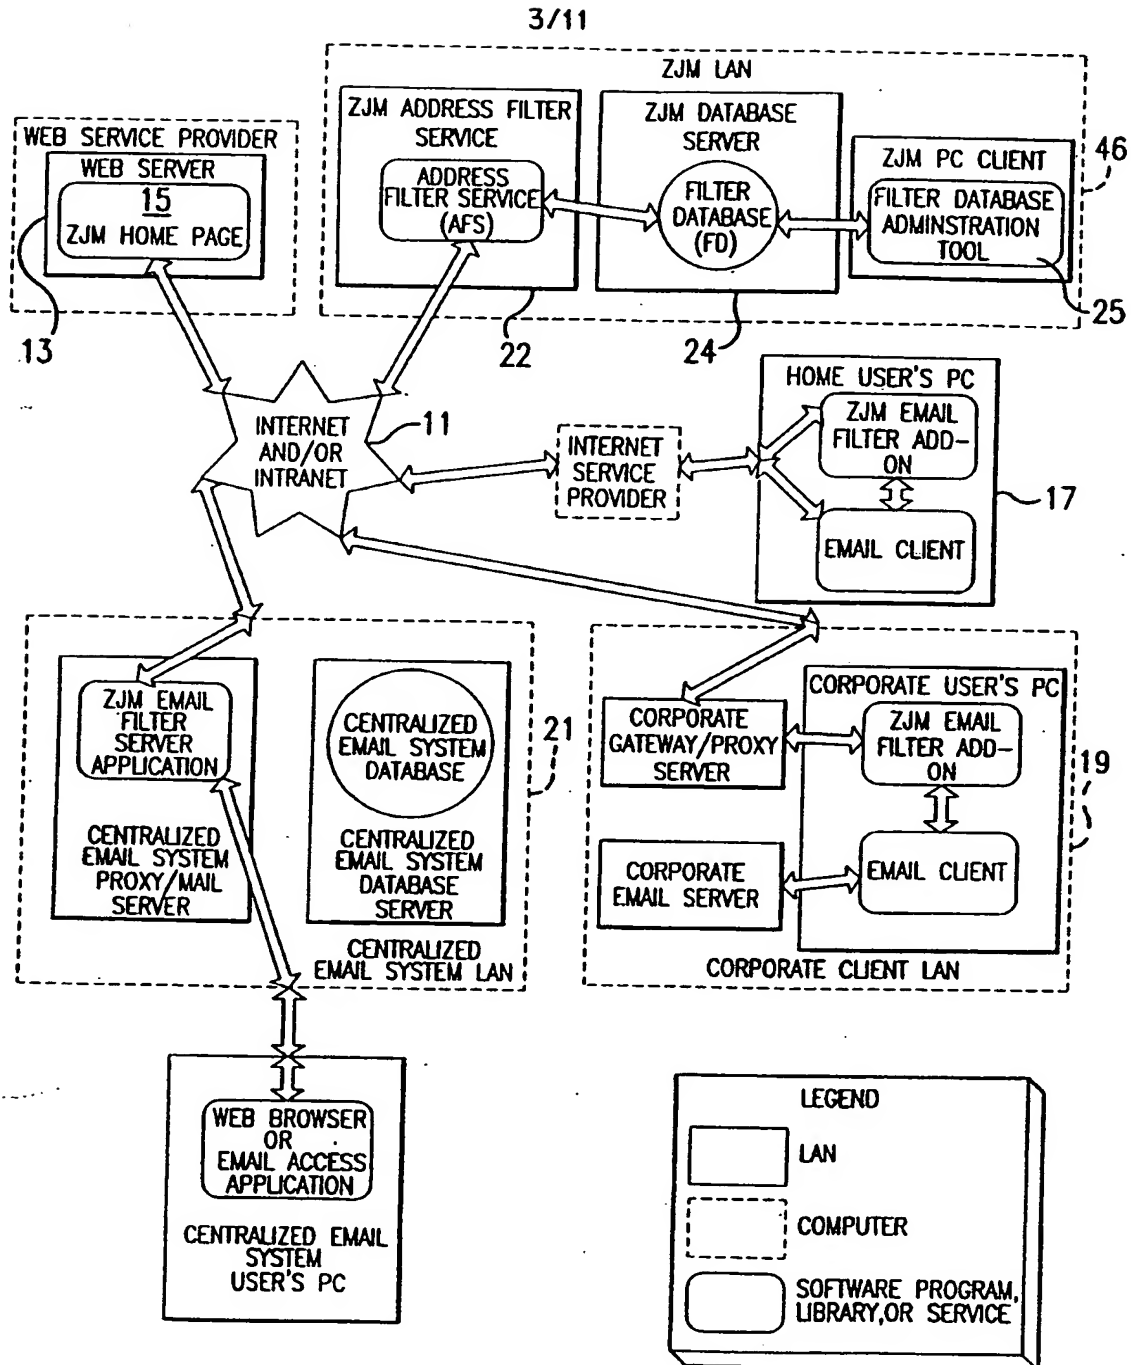 3/11
ZJM LAN
ZJM ADDRESS FILTER
SERVICE
ADDRESS
FILTER SERVICE
(AFS)
ZJM DATABASE
SERVER
FILTER
DATABASE
(FD)
ZJM PC CLIENT
FILTER DATABASE
ADMINSTRATION
TOOL
46
25
22
24
WEB SERVICE PROVIDER
WEB SERVER
15
ZJM HOME PAGE
13
INTERNET
AND/OR
INTRANET
11
INTERNET
SERVICE
PROVIDER
HOME USER'S PC
ZJM EMAIL
FILTER ADD-
ON
EMAIL CLIENT
17
ZJM EMAIL
FILTER
SERVER
APPLICATION
CENTRALIZED
EMAIL SYSTEM
PROXY/MAIL
SERVER
CENTRALIZED
EMAIL SYSTEM
DATABASE
CENTRALIZED
EMAIL SYSTEM
DATABASE
SERVER
CENTRALIZED
EMAIL SYSTEM LAN
21
CORPORATE
GATEWAY/PROXY
SERVER
CORPORATE
EMAIL SERVER
CORPORATE USER'S PC
ZJM EMAIL
FILTER ADD-
ON
EMAIL CLIENT
CORPORATE CLIENT LAN
19
WEB BROWSER
OR
EMAIL ACCESS
APPLICATION
CENTRALIZED EMAIL
SYSTEM
USER'S PC
LEGEND
LAN
COMPUTER
SOFTWARE PROGRAM,
LIBRARY,OR SERVICE